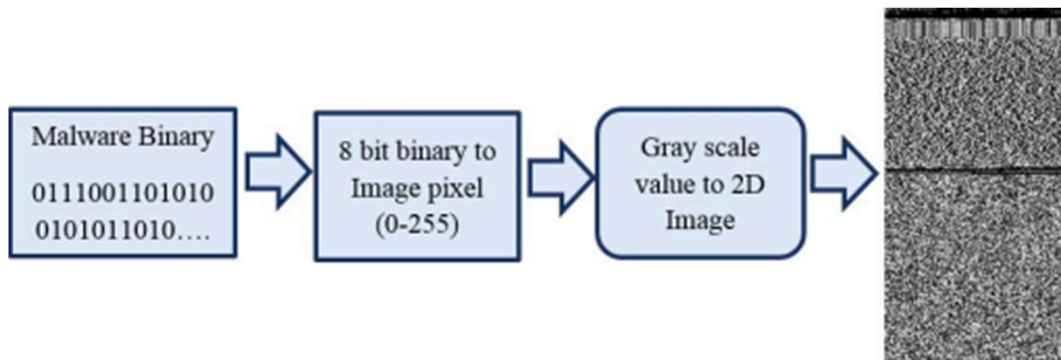 Malware Binary
0111001101010
0101011010....
8 bit binary to
Image pixel
(0-255)
Gray scale
value to 2D
Image